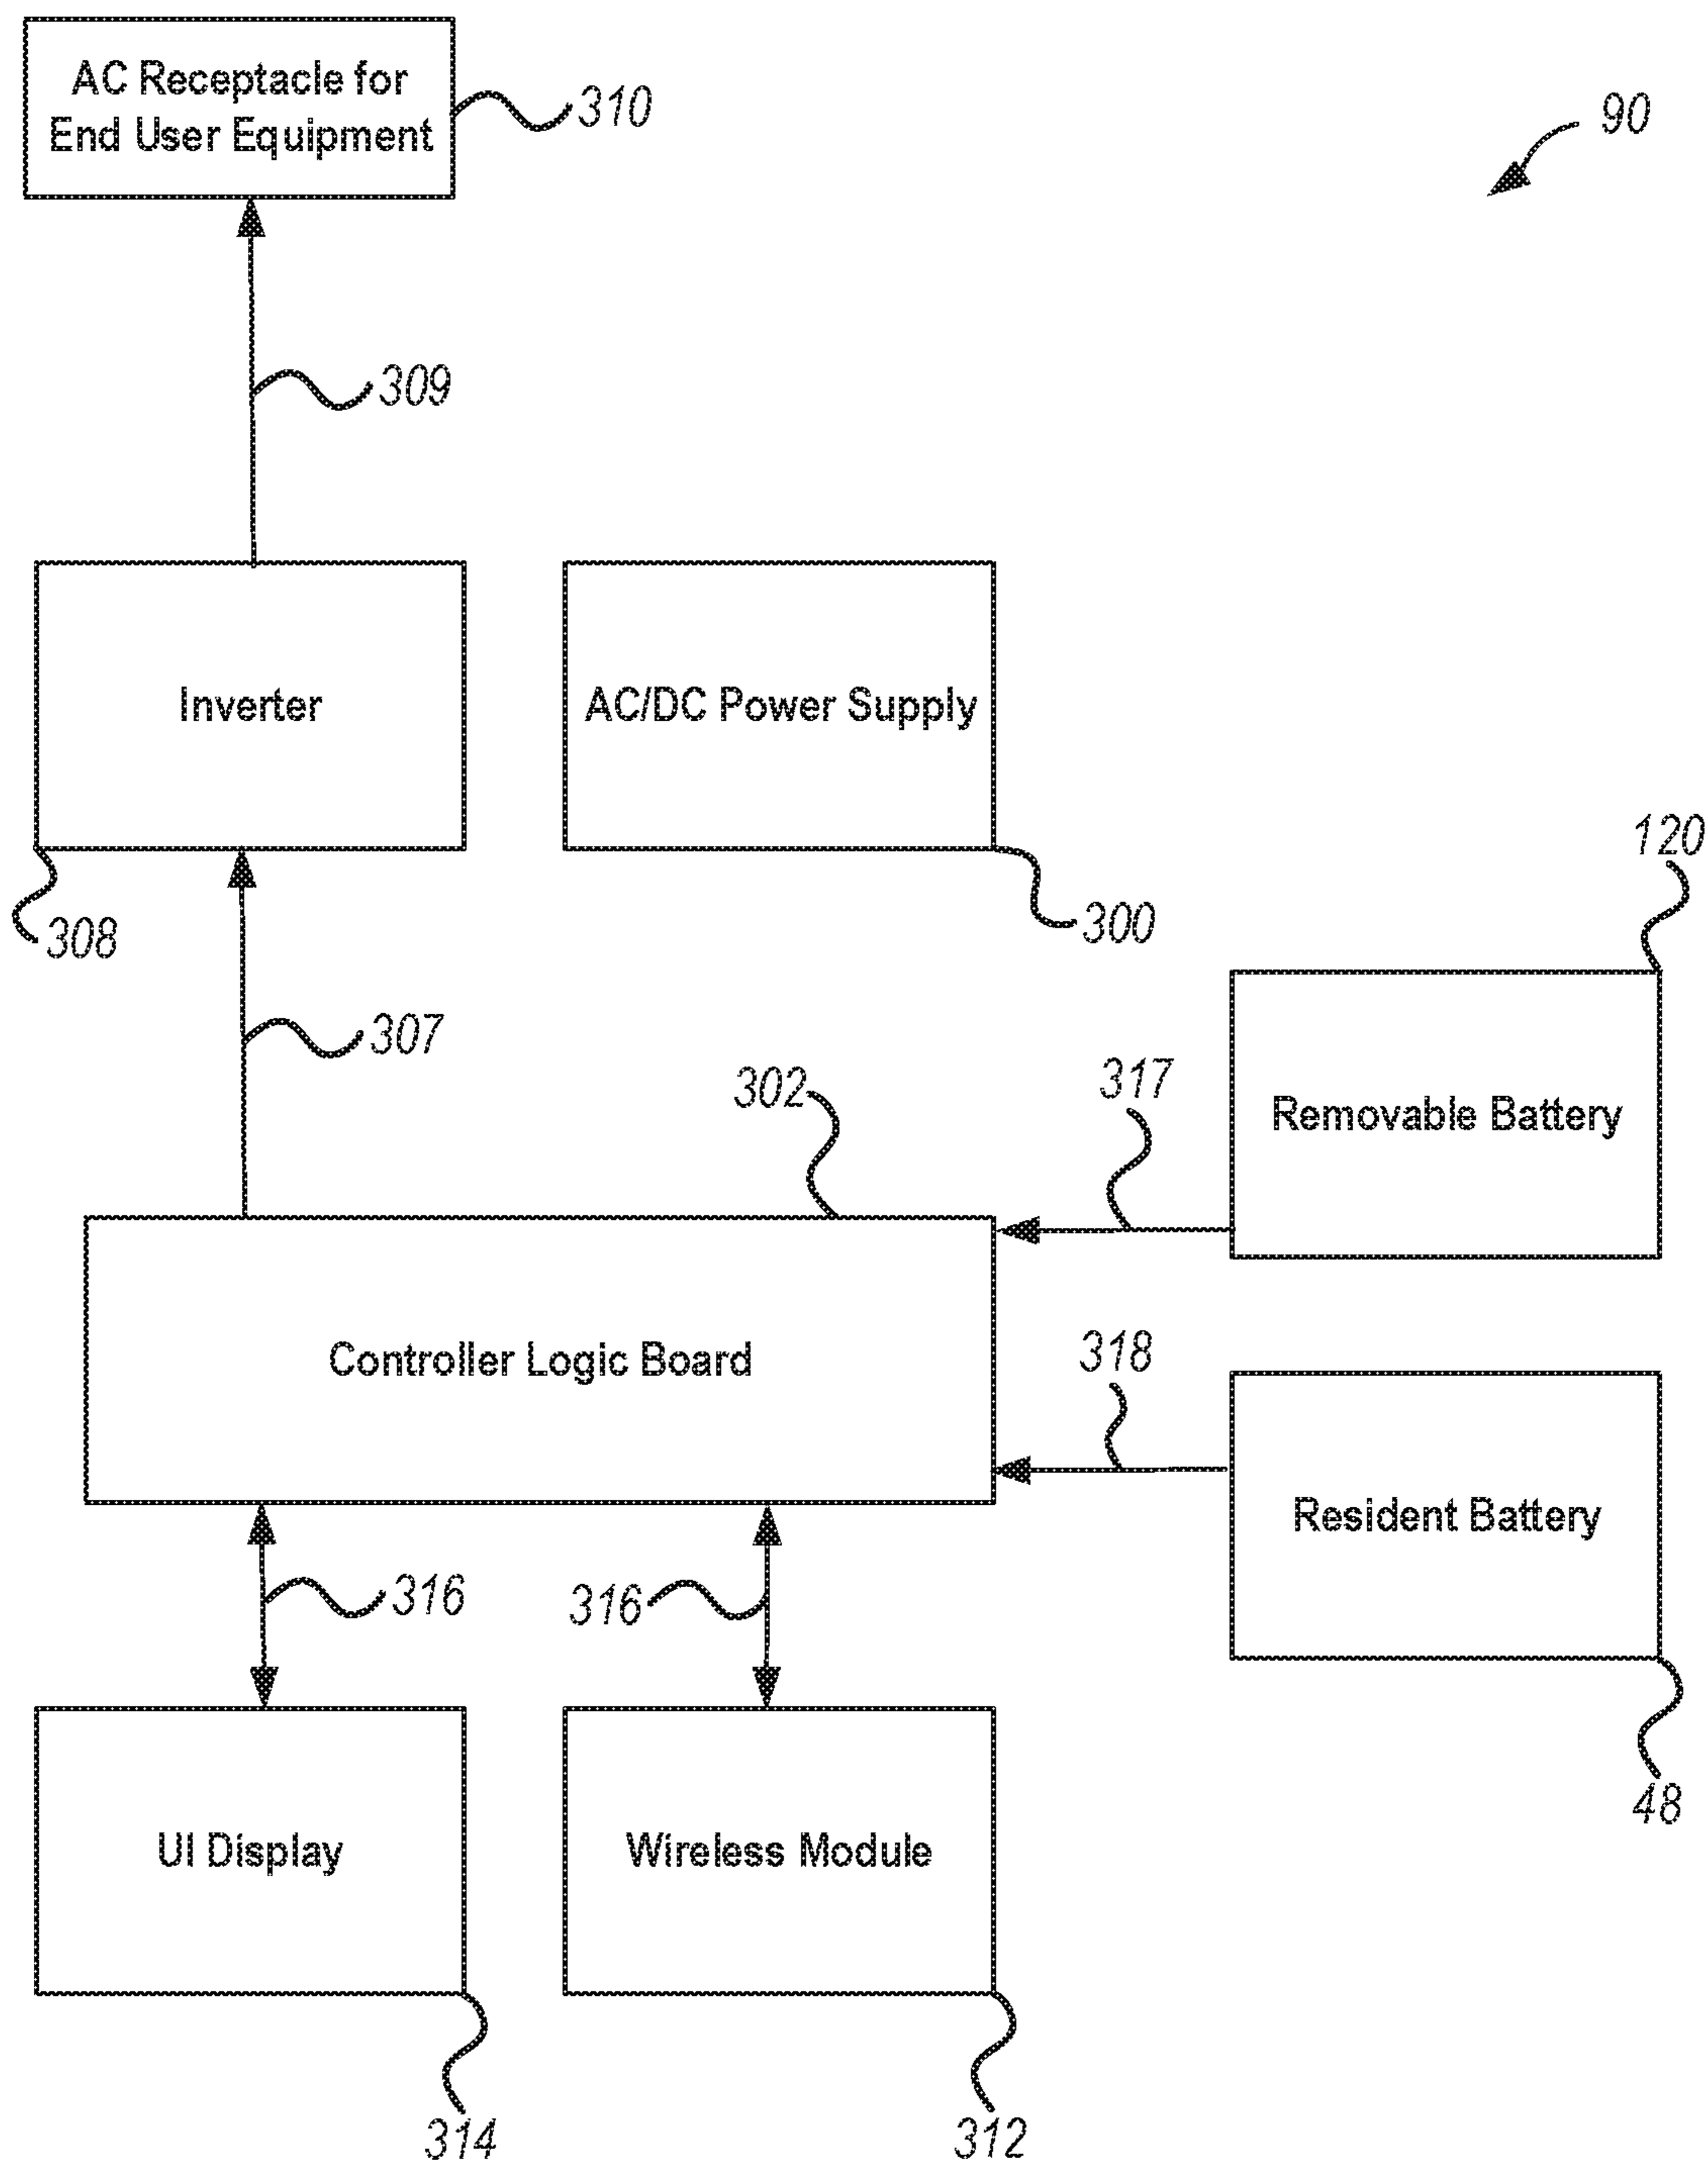 AC Receptacle for
End User Equipment
310
90
309
Inverter
AC/DC Power Supply
308
300
120
307
302
317
Removable Battery
Controller Logic Board
318
Resident Battery
316
316
48
UI Display
Wireless Module
314
312